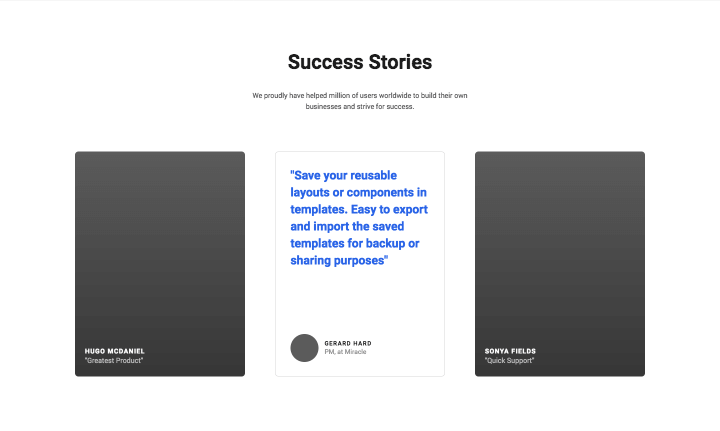 Success Stories
We proudly have helped million of users worldwide to build their own
businesses and strive for success.
HUGO MCDANIEL
"Greatest Product"
"Save your reusable
layouts or components in
templates. Easy to export
and import the saved
templates for backup or
sharing purposes"
GERARD HARD
PM, at Miracle
SONYA FIELDS
"Quick Support"